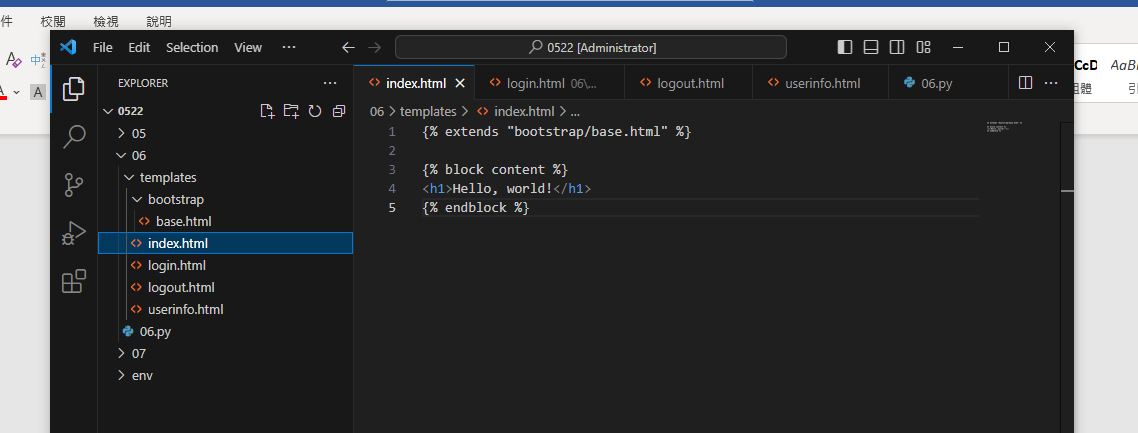 件 校閱 檢視 說明
File Edit Selection View ··· 0522 [Administrator]
A
EXPLORER ···
index.html login.html 06\... logout.html userinfo.html 06.py ···
CcD AaB
0522
06 > templates > index.html > ...
05
06
templates
bootstrap
base.html
index.html
login.html
logout.html
userinfo.html
06.py
07
env
1 {% extends "bootstrap/base.html" %}
2
3 {% block content %}
4 <h1>Hello, world!</h1>
5 {% endblock %}